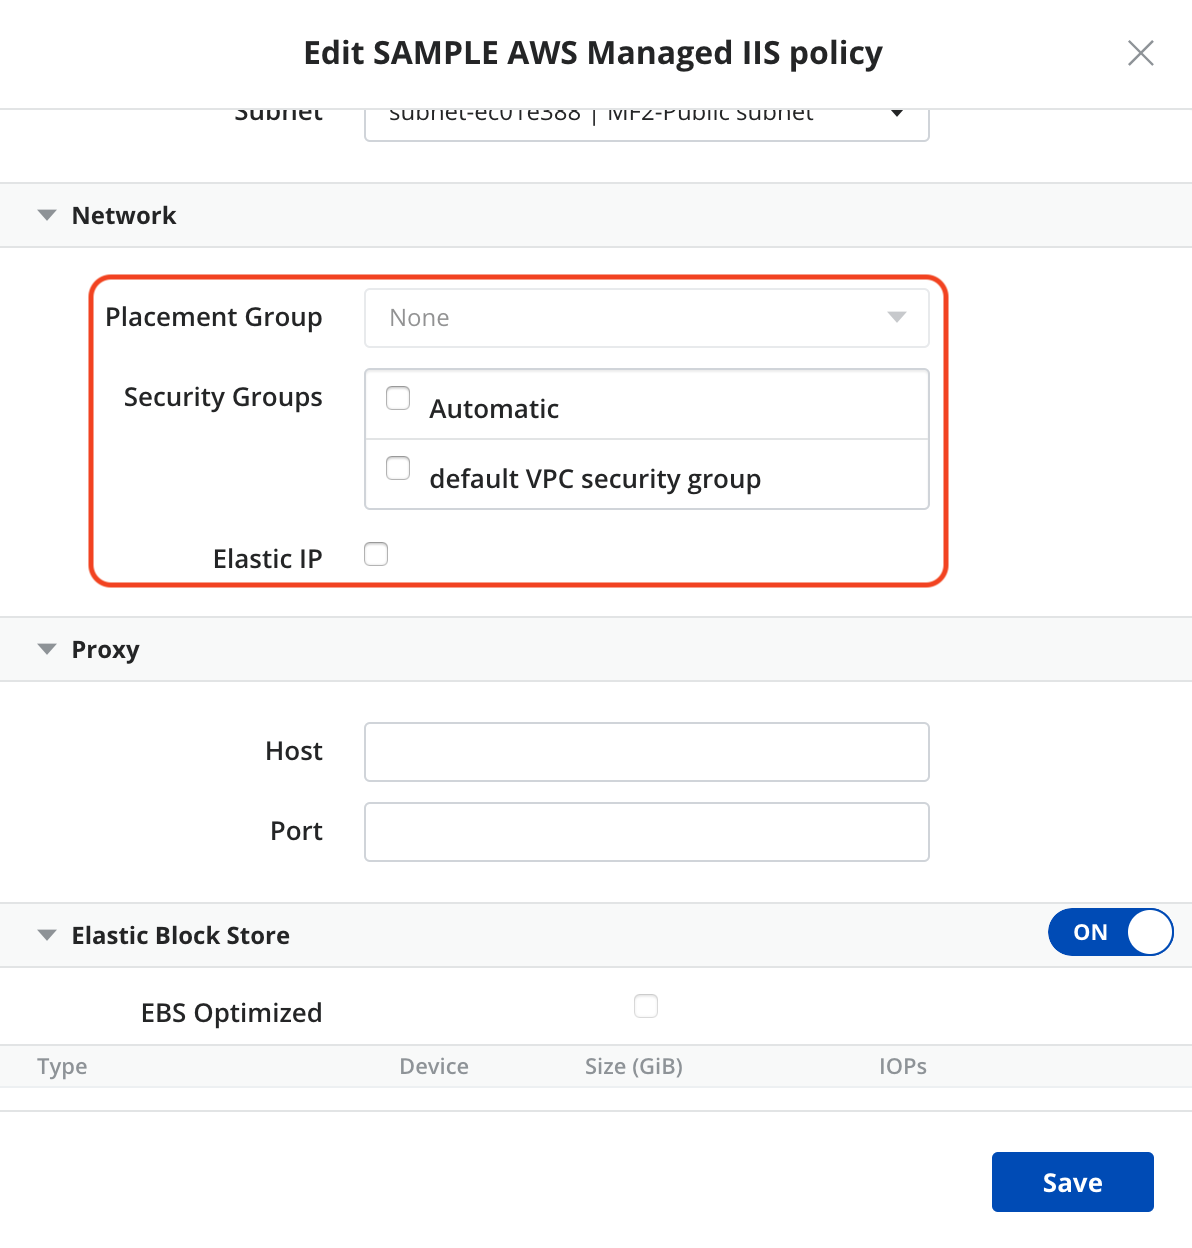 Edit SAMPLE AWS Managed IIS policy
Subnet subnet-ec01e388 | MF2-Public subnet
Network
Placement Group None
Security Groups Automatic
default VPC security group
Elastic IP
Proxy
Host
Port
Elastic Block Store ON
EBS Optimized
Type Device Size (GiB) IOPs
Save